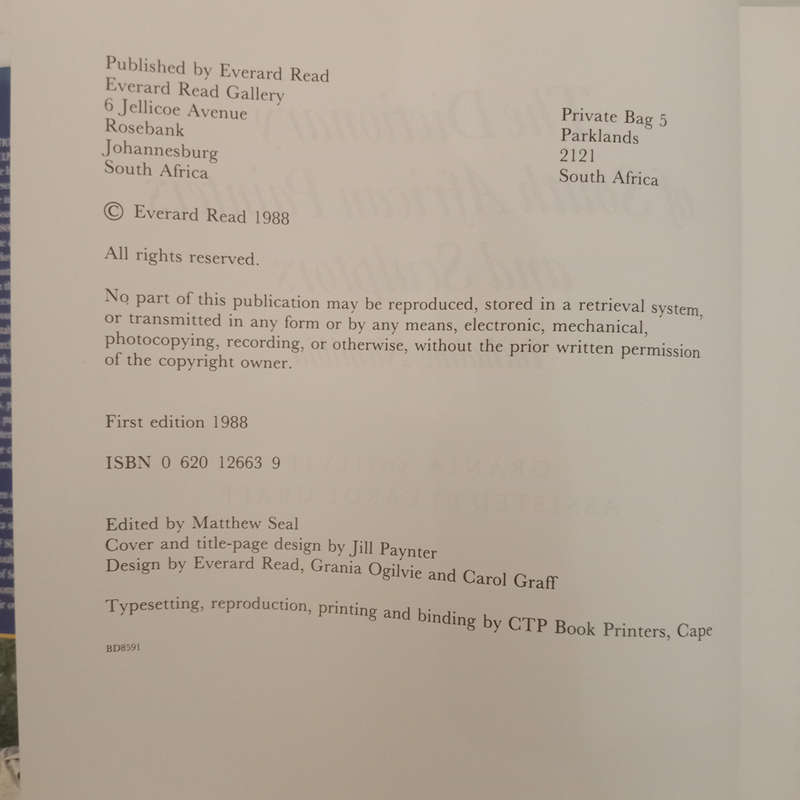 Published by Everard Read
Everard Read Gallery
6 Jellicoe Avenue
Rosebank
Johannesburg
South Africa
Private Bag 5
Parklands
2121
South Africa
© Everard Read 1988
All rights reserved.
No part of this publication may be reproduced, stored in a retrieval system,
or transmitted in any form or by any means, electronic, mechanical,
photocopying, recording, or otherwise, without the prior written permission
of the copyright owner.
First edition 1988
ISBN 0 620 12663 9
Edited by Matthew Seal
Cover and title-page design by Jill Paynter
Design by Everard Read, Grania Ogilvie and Carol Graff
Typesetting, reproduction, printing and binding by CTP Book Printers, Cape
BD8591